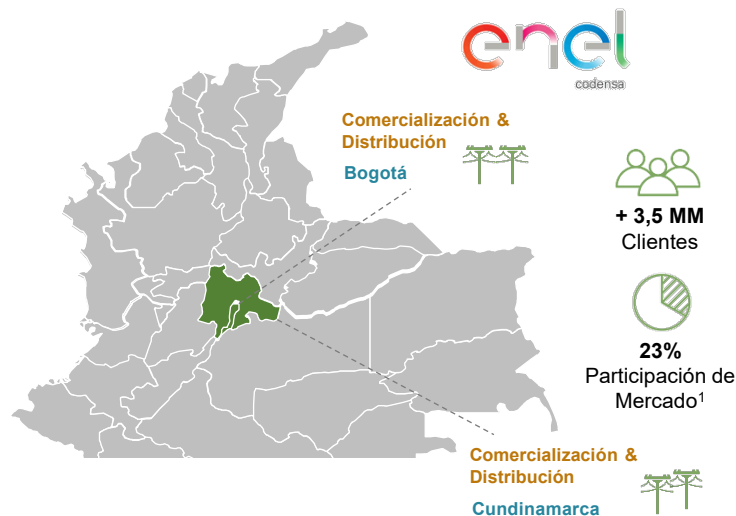 enel
codensa
Comercialización &
Distribución
Bogotá
+ 3,5 MM
Clientes
23%
Participación de
Mercado¹
Comercialización &
Distribución
Cundinamarca